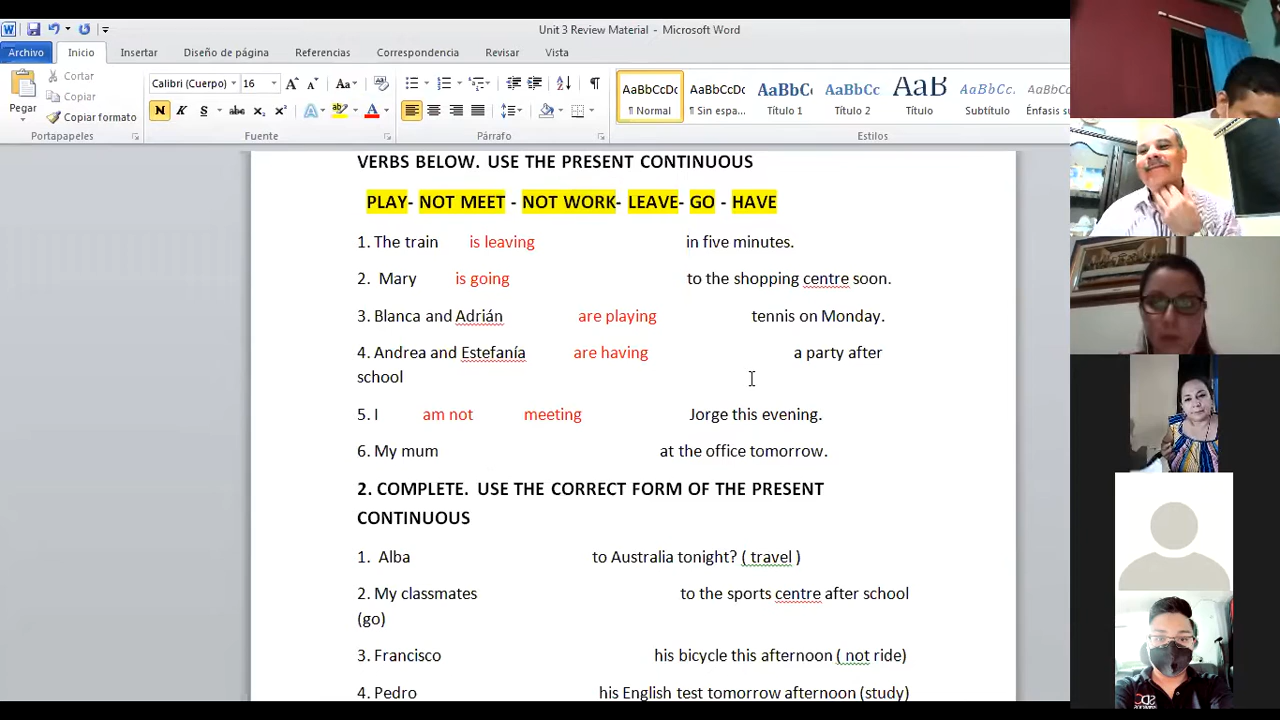 Unit 3 Review Material - Microsoft Word
Archivo Inicio Insertar Diseño de página Referencias Correspondencia Revisar Vista
Pegar
Cortar
Copiar
Copiar formato
Portapapeles
Calibri (Cuerpo) 16
N K S abc x₂ x²
Fuente
Párrafo
AaBbCcDc AaBbCcDc AaBbC AaBbCc AaB AaBbCc. AaBbCc
¶ Normal ¶ Sin espa... Título 1 Título 2 Título Subtítulo Énfasis su
Estilos
VERBS BELOW. USE THE PRESENT CONTINUOUS
PLAY- NOT MEET - NOT WORK- LEAVE- GO - HAVE
1. The train is leaving in five minutes.
2. Mary is going to the shopping centre soon.
3. Blanca and Adrián are playing tennis on Monday.
4. Andrea and Estefanía are having a party after
school
5. I am not meeting Jorge this evening.
6. My mum at the office tomorrow.
2. COMPLETE. USE THE CORRECT FORM OF THE PRESENT
CONTINUOUS
1. Alba to Australia tonight? ( travel )
2. My classmates to the sports centre after school
(go)
3. Francisco his bicycle this afternoon ( not ride)
4. Pedro his English test tomorrow afternoon (study)